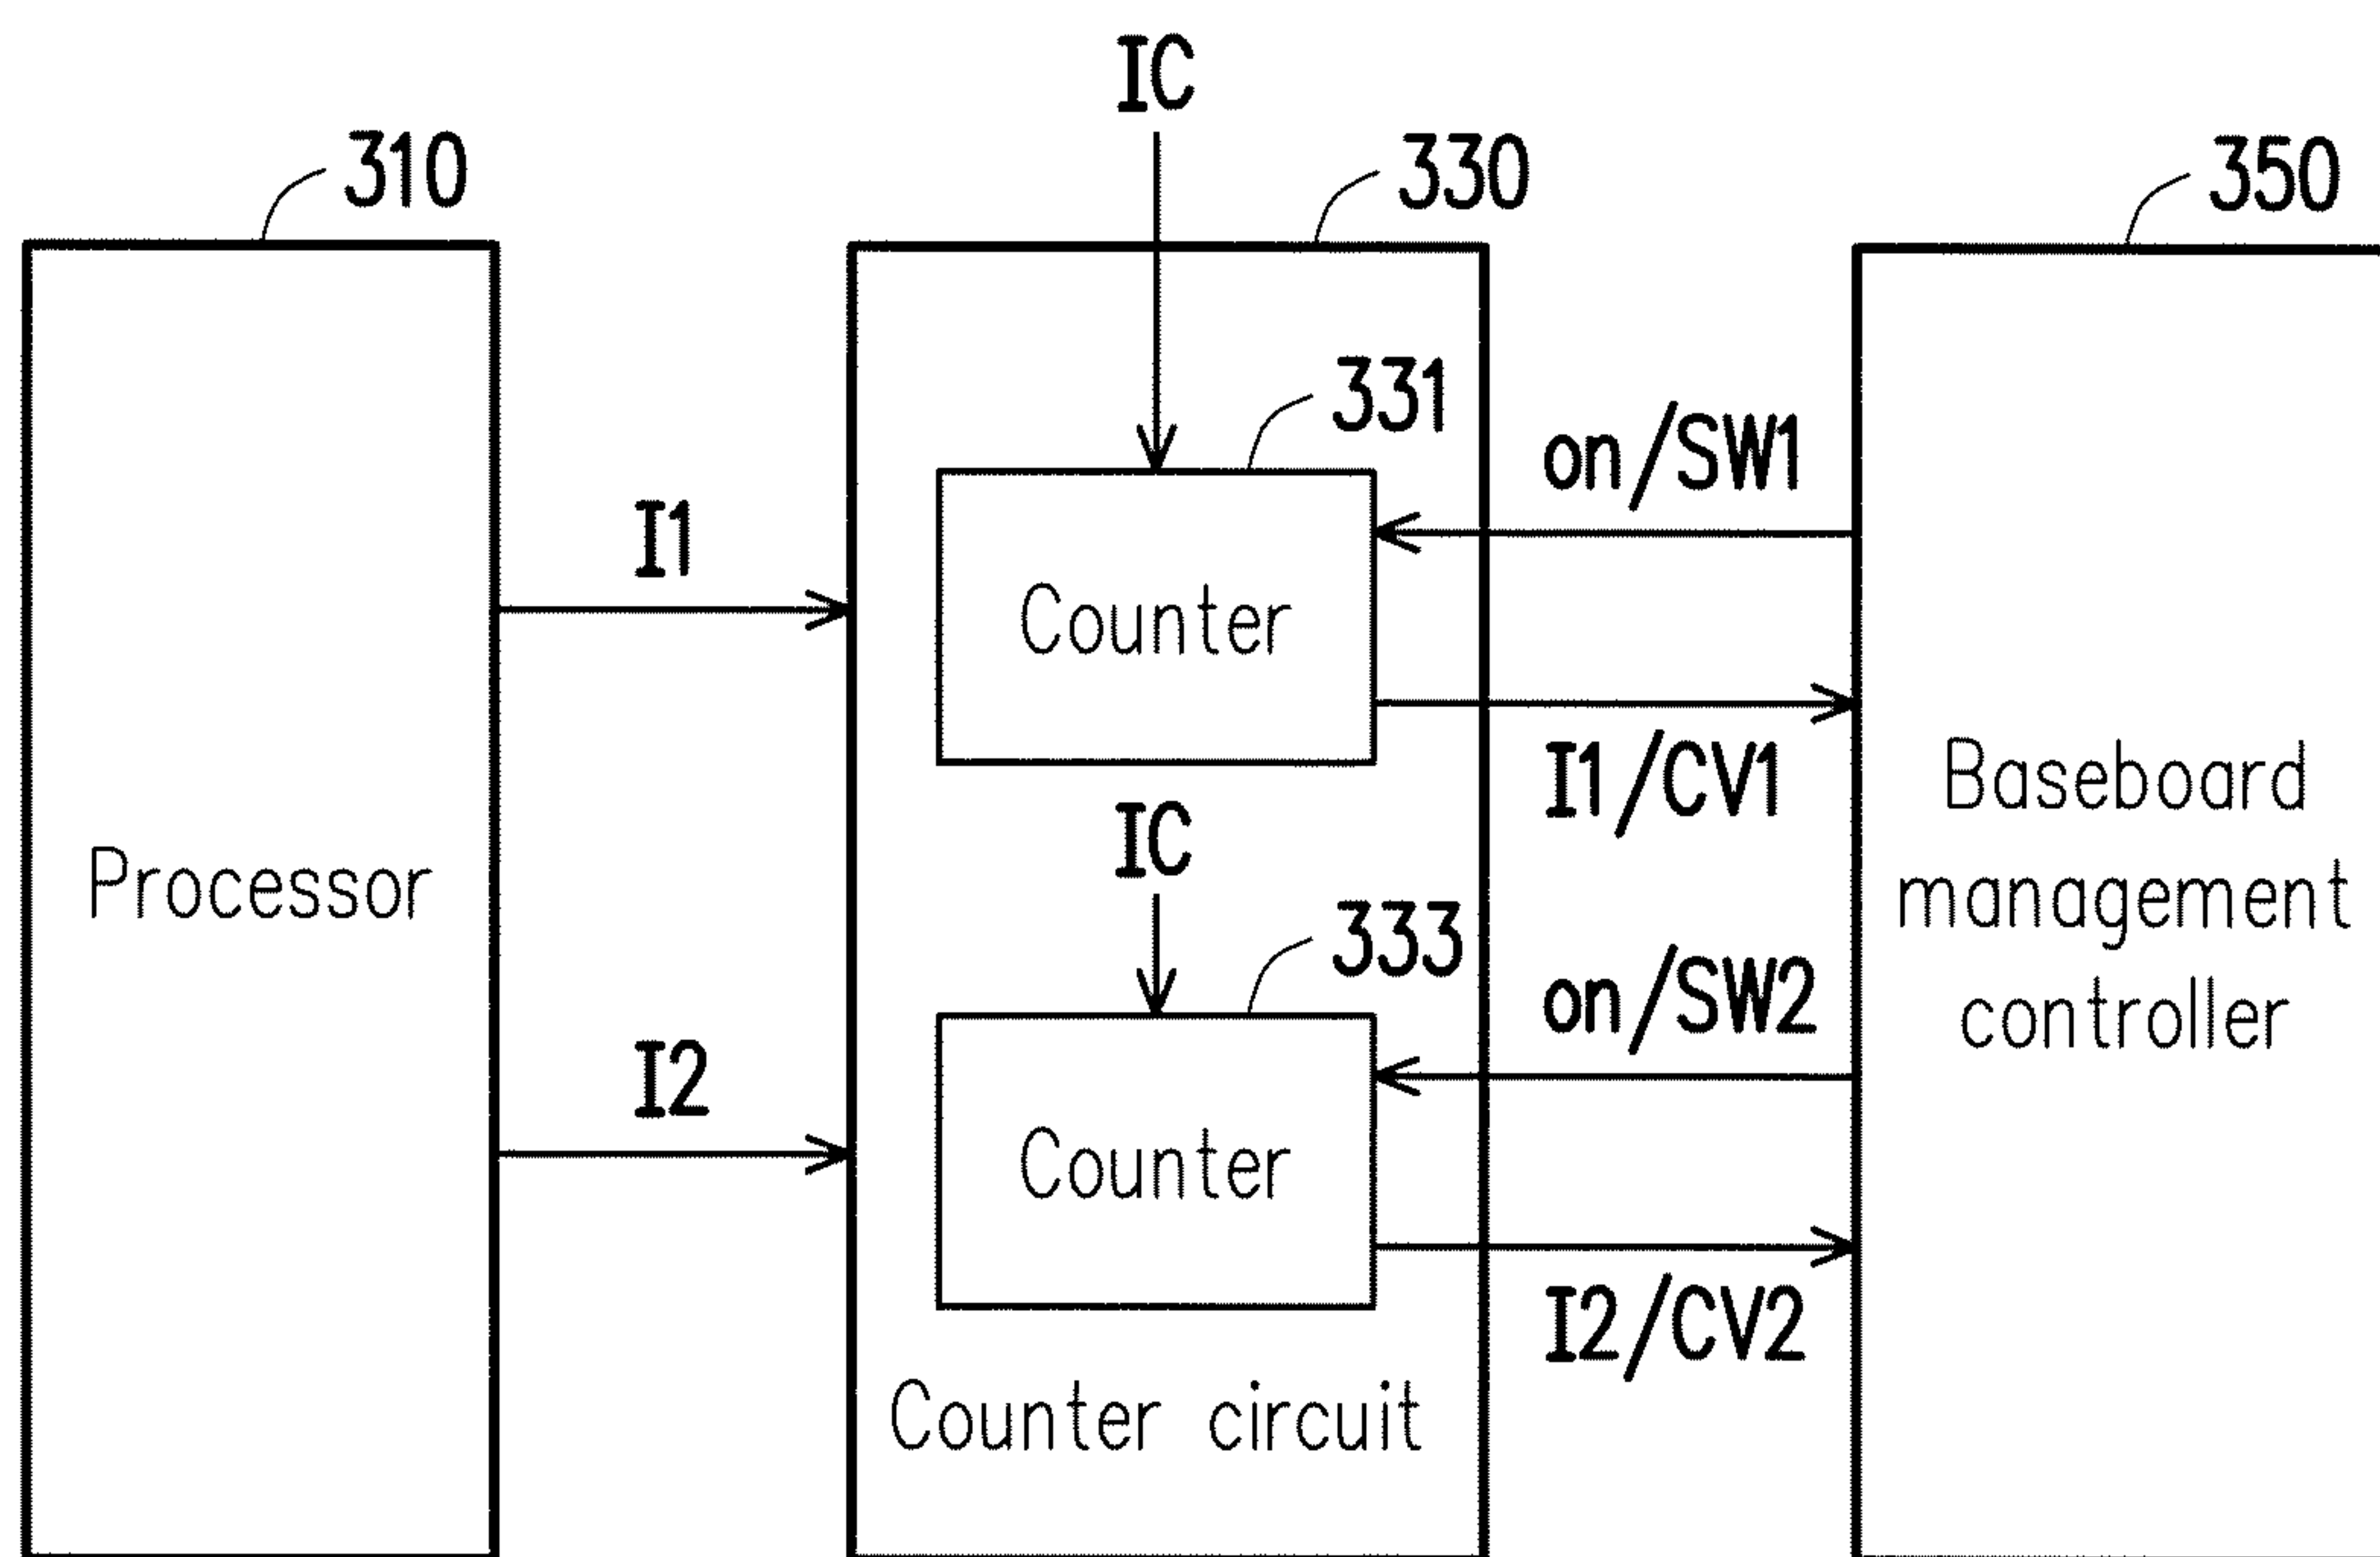 IC
310
330
350
331
on/SW1
I1
Counter
I1/CV1
Baseboard
management
controller
IC
Processor
333
on/SW2
I2
Counter
I2/CV2
Counter circuit